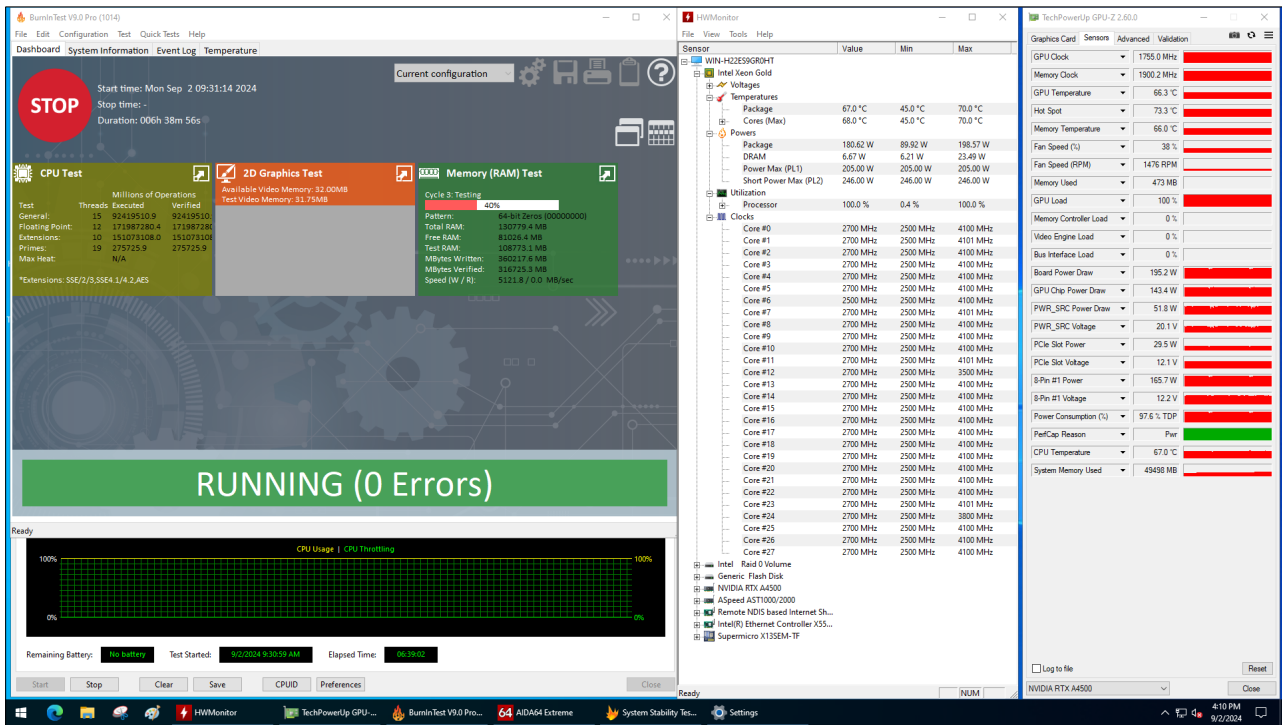 BurnInTest V9.0 Pro (1014)
File Edit Configuration Test Quick Tests Help
Dashboard System Information Event Log Temperature
Current configuration
STOP
Start time: Mon Sep 2 09:31:14 2024
Stop time: -
Duration: 006h 38m 56s
CPU Test
Millions of Operations
Test Threads Executed Verified
General: 15 92419510.9 92419510.
Floating Point: 12 171987280.4 171987280
Extensions: 10 151073108.0 15107310
Primes: 19 275725.9 275725.9
Max Heat: N/A
*Extensions: SSE/2/3,SSE4.1/4.2,AES
2D Graphics Test
Available Video Memory: 32.00MB
Test Video Memory: 31.75MB
Memory (RAM) Test
Cycle 3: Testing
40%
Pattern: 64-bit Zeros (00000000)
Total RAM: 130779.4 MB
Free RAM: 81026.4 MB
Test RAM: 108773.1 MB
MBytes Written: 360217.6 MB
MBytes Verified: 316725.3 MB
Speed (W / R): 5121.8 / 0.0 MB/sec
RUNNING (0 Errors)
Ready
CPU Usage | CPU Throttling
100% 100%
0% 0%
Remaining Battery: No battery Test Started: 9/2/2024 9:30:59 AM Elapsed Time: 06:39:02
Start Stop Clear Save CPUID Preferences Close
HWMonitor
File View Tools Help
Sensor Value Min Max
WIN-H22ES9GR0HT
Intel Xeon Gold
Voltages
Temperatures
Package 67.0 °C 45.0 °C 70.0 °C
Cores (Max) 68.0 °C 45.0 °C 70.0 °C
Powers
Package 180.62 W 89.92 W 198.57 W
DRAM 6.67 W 6.21 W 23.49 W
Power Max (PL1) 205.00 W 205.00 W 205.00 W
Short Power Max (PL2) 246.00 W 246.00 W 246.00 W
Utilization
Processor 100.0 % 0.4 % 100.0 %
Clocks
Core #0 2700 MHz 2500 MHz 4100 MHz
Core #1 2700 MHz 2500 MHz 4101 MHz
Core #2 2700 MHz 2500 MHz 4100 MHz
Core #3 2700 MHz 2500 MHz 4100 MHz
Core #4 2700 MHz 2500 MHz 4100 MHz
Core #5 2700 MHz 2500 MHz 4100 MHz
Core #6 2500 MHz 2500 MHz 4100 MHz
Core #7 2700 MHz 2500 MHz 4101 MHz
Core #8 2700 MHz 2500 MHz 4100 MHz
Core #9 2700 MHz 2500 MHz 4100 MHz
Core #10 2700 MHz 2500 MHz 4100 MHz
Core #11 2700 MHz 2500 MHz 4101 MHz
Core #12 2700 MHz 2500 MHz 3500 MHz
Core #13 2700 MHz 2500 MHz 4100 MHz
Core #14 2700 MHz 2500 MHz 4100 MHz
Core #15 2700 MHz 2500 MHz 4100 MHz
Core #16 2700 MHz 2500 MHz 4100 MHz
Core #17 2700 MHz 2500 MHz 4100 MHz
Core #18 2700 MHz 2500 MHz 4100 MHz
Core #19 2700 MHz 2500 MHz 4100 MHz
Core #20 2700 MHz 2500 MHz 4100 MHz
Core #21 2700 MHz 2500 MHz 4100 MHz
Core #22 2700 MHz 2500 MHz 4100 MHz
Core #23 2700 MHz 2500 MHz 4101 MHz
Core #24 2700 MHz 2500 MHz 3800 MHz
Core #25 2700 MHz 2500 MHz 4100 MHz
Core #26 2700 MHz 2500 MHz 4100 MHz
Core #27 2700 MHz 2500 MHz 4100 MHz
Intel Raid 0 Volume
Generic Flash Disk
NVIDIA RTX A4500
ASpeed AST1000/2000
Remote NDIS based Internet Sh...
Intel(R) Ethernet Controller X55...
Supermicro X13SEM-TF
Ready NUM
TechPowerUp GPU-Z 2.60.0
Graphics Card Sensors Advanced Validation
GPU Clock 1755.0 MHz
Memory Clock 1900.2 MHz
GPU Temperature 66.3 °C
Hot Spot 73.3 °C
Memory Temperature 66.0 °C
Fan Speed (%) 38 %
Fan Speed (RPM) 1476 RPM
Memory Used 473 MB
GPU Load 100 %
Memory Controller Load 0 %
Video Engine Load 0 %
Bus Interface Load 0 %
Board Power Draw 195.2 W
GPU Chip Power Draw 143.4 W
PWR_SRC Power Draw 51.8 W
PWR_SRC Voltage 20.1 V
PCIe Slot Power 29.5 W
PCIe Slot Voltage 12.1 V
8-Pin #1 Power 165.7 W
8-Pin #1 Voltage 12.2 V
Power Consumption (%) 97.6 % TDP
PerfCap Reason Pwr
CPU Temperature 67.0 °C
System Memory Used 49498 MB
Log to file Reset
NVIDIA RTX A4500 Close
HWMonitor TechPowerUp GPU-... BurnInTest V9.0 Pro... 64 AIDA64 Extreme System Stability Tes... Settings
4:10 PM
9/2/2024